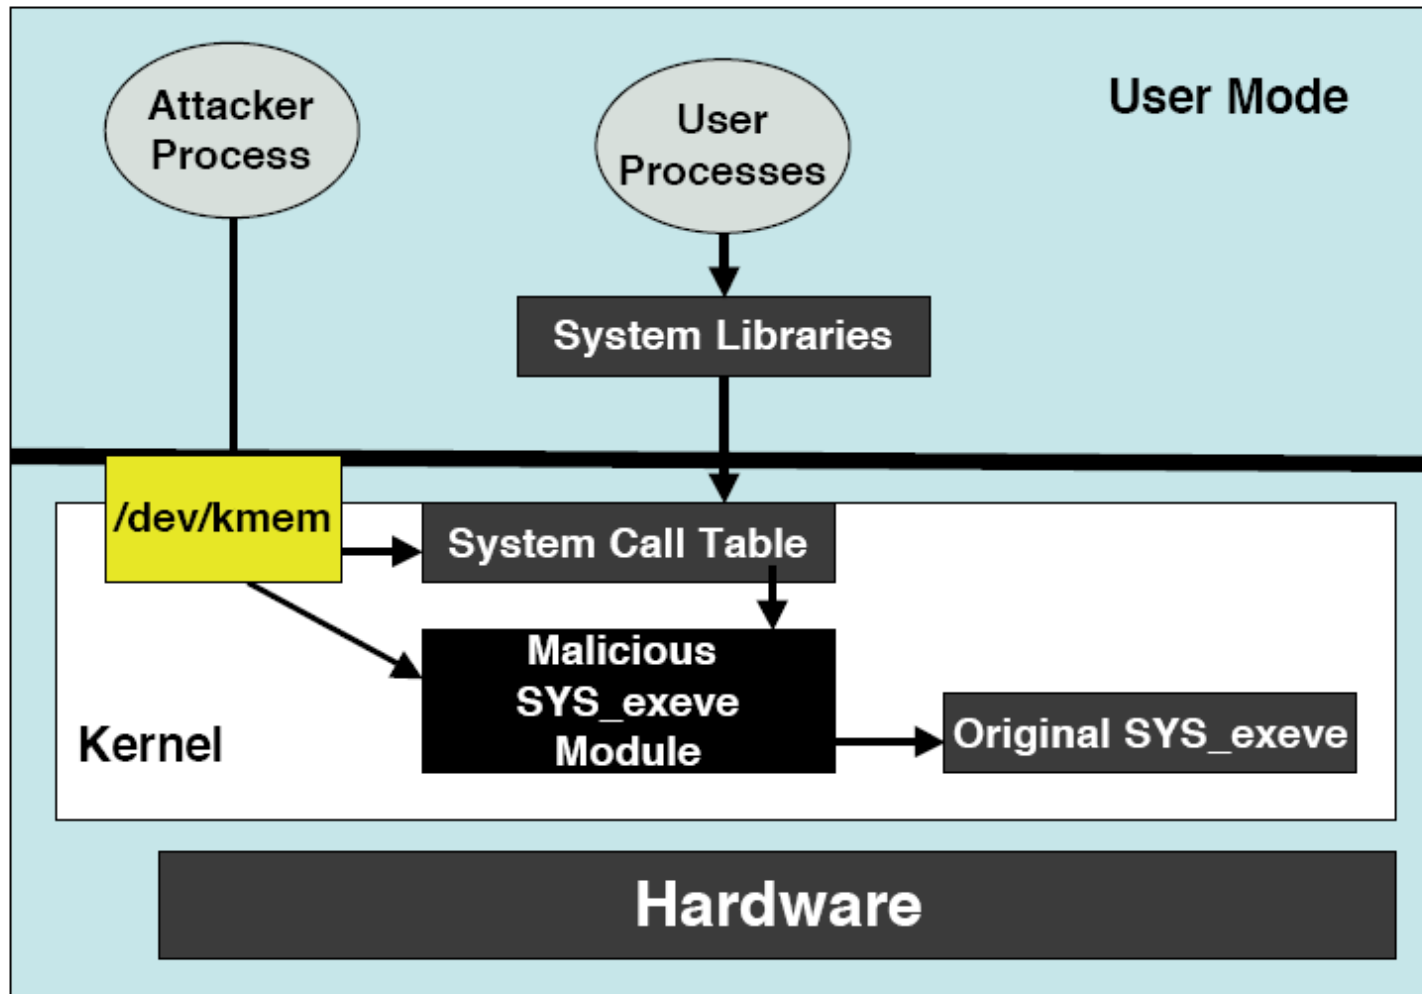 Attacker
Process
User
Processes
User Mode
System Libraries
/dev/kmem
System Call Table
Malicious
SYS_exeve
Module
Kernel
Original SYS_exeve
Hardware